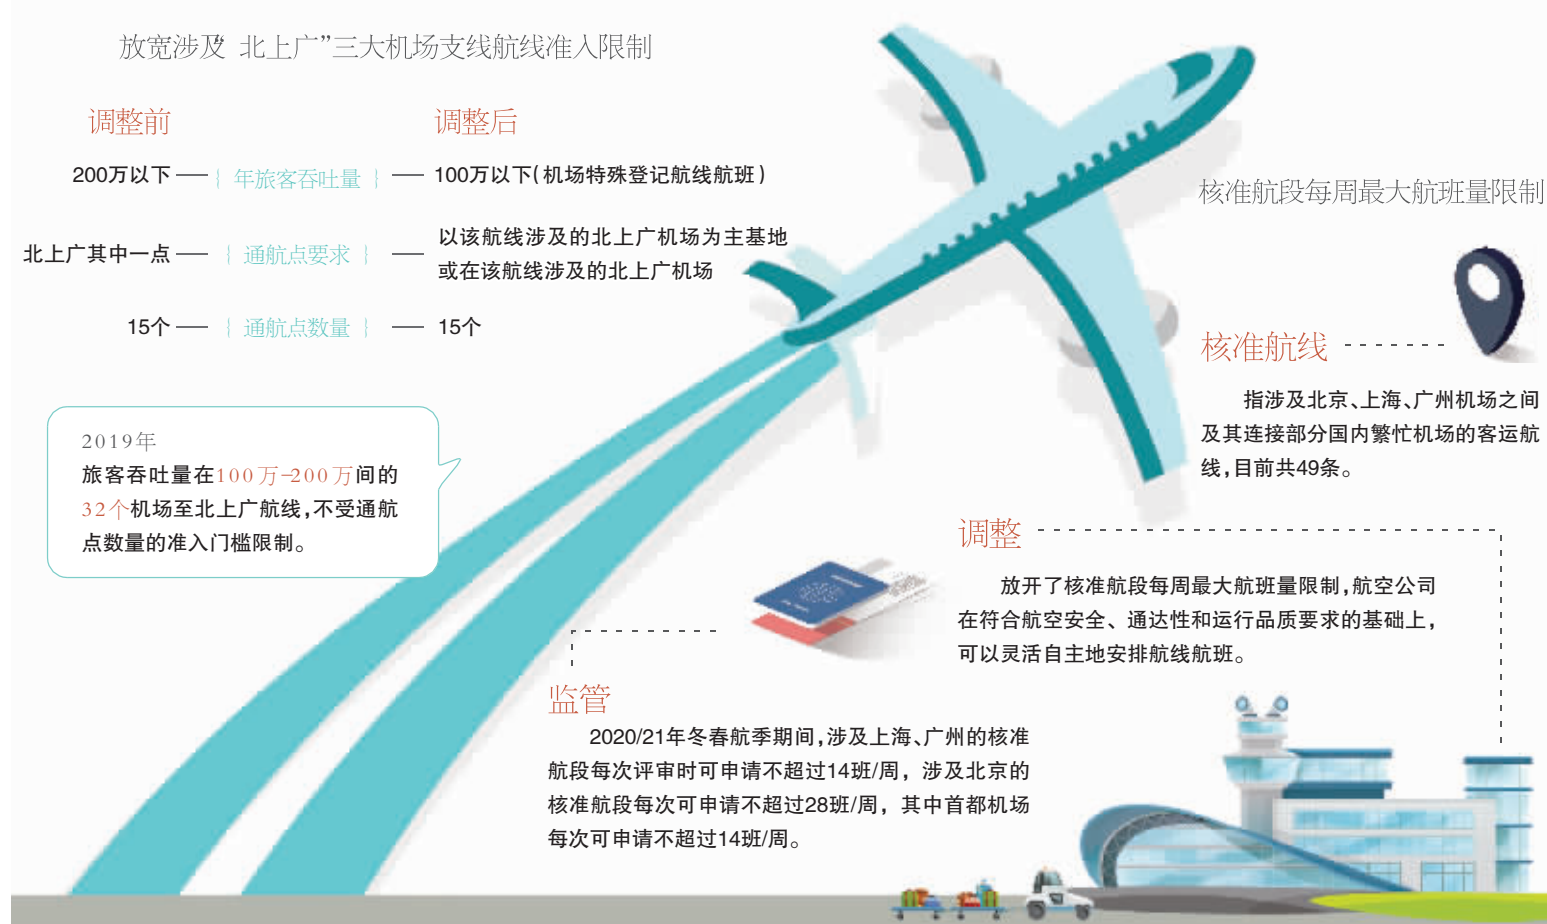 放宽涉及“北上广”三大机场支线航线准入限制
调整前
调整后
200万以下
年旅客吞吐量
100万以下(机场特殊登记航线航班)
北上广其中一点
通航点要求
以该航线涉及的北上广机场为主基地
或在该航线涉及的北上广机场
15个
通航点数量
15个
2019年
旅客吞吐量在100万-200万间的
32个机场至北上广航线,不受通航
点数量的准入门槛限制。
核准航段每周最大航班量限制
核准航线
指涉及北京、上海、广州机场之间
及其连接部分国内繁忙机场的客运航
线,目前共49条。
调整
放开了核准航段每周最大航班量限制,航空公司
在符合航空安全、通达性和运行品质要求的基础上,
可以灵活自主地安排航线航班。
监管
2020/21年冬春航季期间,涉及上海、广州的核准
航段每次评审时可申请不超过14班/周，涉及北京的
核准航段每次可申请不超过28班/周，其中首都机场
每次可申请不超过14班/周。